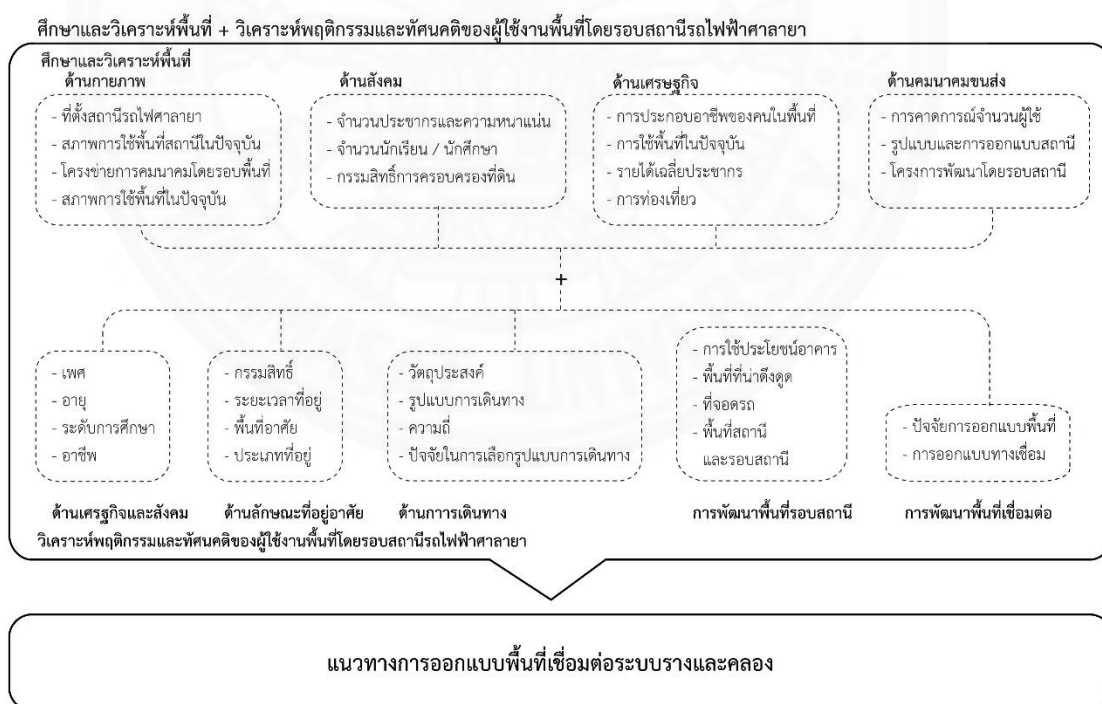 ศึกษาและวิเคราะห์พื้นที่ + วิเคราะห์พฤติกรรมและทัศนคติของผู้ใช้งานพื้นที่โดยรอบสถานีรถไฟฟ้าศาลายา
ศึกษาและวิเคราะห์พื้นที่
ด้านกายภาพ
- ที่ตั้งสถานีรถไฟศาลายา
- สภาพการใช้พื้นที่สถานีในปัจจุบัน
- โครงข่ายการคมนาคมโดยรอบพื้นที่
- สภาพการใช้พื้นที่ในปัจจุบัน
ด้านสังคม
- จำนวนประชากรและความหนาแน่น
- จำนวนนักเรียน / นักศึกษา
- กรรมสิทธิ์การครอบครองที่ดิน
ด้านเศรษฐกิจ
- การประกอบอาชีพของคนในพื้นที่
- การใช้พื้นที่ในปัจจุบัน
- รายได้เฉลี่ยประชากร
- การท่องเที่ยว
ด้านคมนาคมขนส่ง
- การคาดการณ์จำนวนผู้ใช้
- รูปแบบและการออกแบบสถานี
- โครงการพัฒนาโดยรอบสถานี
+
- เพศ
- อายุ
- ระดับการศึกษา
- อาชีพ
ด้านเศรษฐกิจและสังคม
- กรรมสิทธิ์
- ระยะเวลาที่อยู่
- พื้นที่อาศัย
- ประเภทที่อยู่
ด้านลักษณะที่อยู่อาศัย
- วัตถุประสงค์
- รูปแบบการเดินทาง
- ความถี่
- ปัจจัยในการเลือกรูปแบบการเดินทาง
ด้านการเดินทาง
- การใช้ประโยชน์อาคาร
- พื้นที่ที่น่าดึงดูด
- ที่จอดรถ
- พื้นที่สถานี
และรอบสถานี
การพัฒนาพื้นที่รอบสถานี
- ปัจจัยการออกแบบพื้นที่
- การออกแบบทางเชื่อม
การพัฒนาพื้นที่เชื่อมต่อ
วิเคราะห์พฤติกรรมและทัศนคติของผู้ใช้งานพื้นที่โดยรอบสถานีรถไฟฟ้าศาลายา
แนวทางการออกแบบพื้นที่เชื่อมต่อระบบรางและคลอง